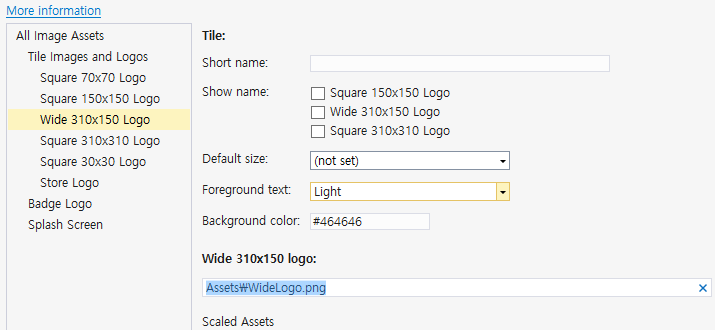 More information
All Image Assets
Tile Images and Logos
Square 70x70 Logo
Square 150x150 Logo
Wide 310x150 Logo
Square 310x310 Logo
Square 30x30 Logo
Store Logo
Badge Logo
Splash Screen
Tile:
Short name:
Show name:
Square 150x150 Logo
Wide 310x150 Logo
Square 310x310 Logo
Default size: (not set)
Foreground text: Light
Background color: #464646
Wide 310x150 logo:
Assets₩WideLogo.png
Scaled Assets